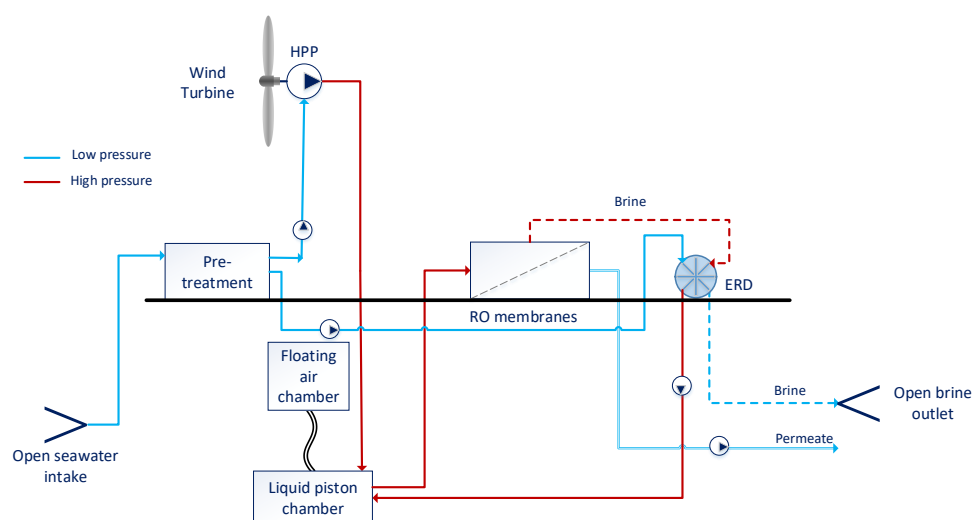 HPP
Wind
Turbine
Low pressure
High pressure
Brine
Pre-
treatment
ERD
RO membranes
Floating
air
chamber
Brine
Open brine
outlet
Permeate
Open seawater
intake
Liquid piston
chamber